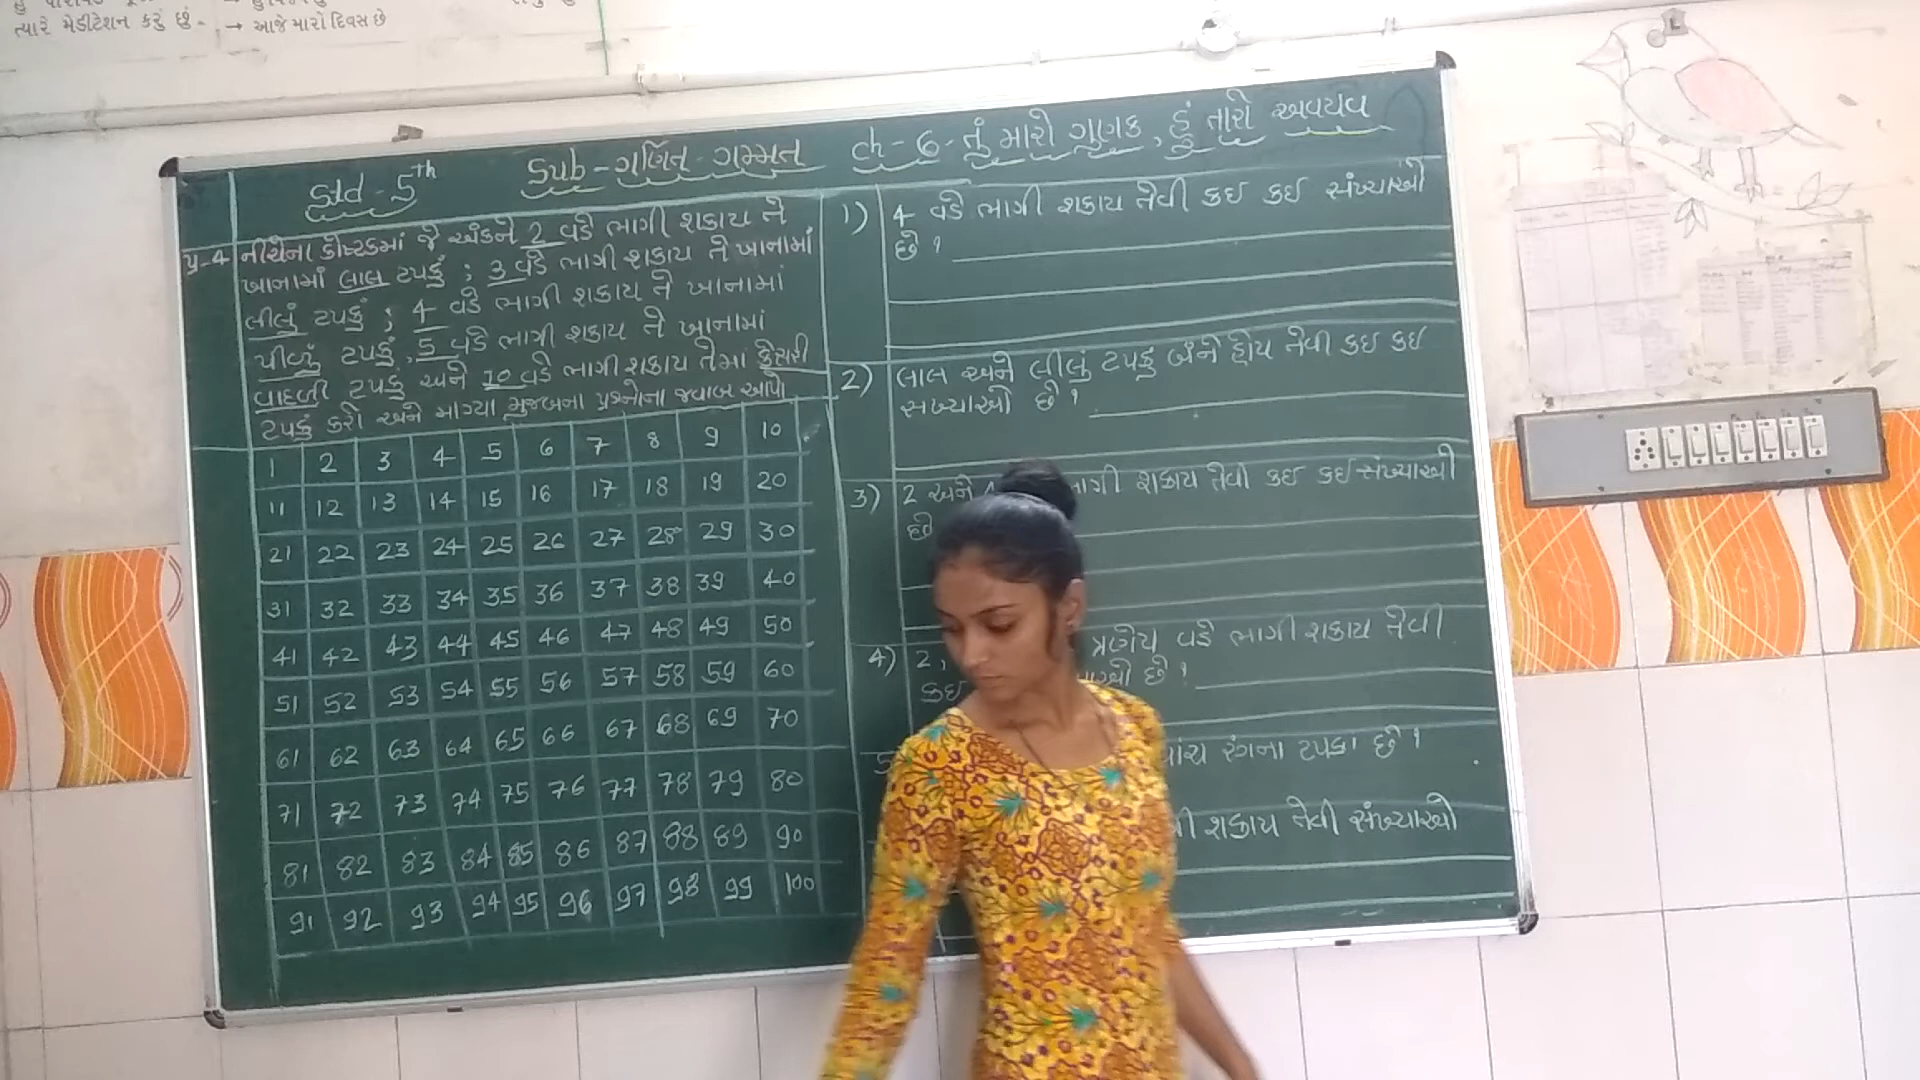 ત્યારે મેડીટેશન કરું છું. → આજે મારો દિવસ છે
Std - 5th Sub - ગણિત-ગમ્મત ch - 6 - તું મારો ગુણક, હું તારો અવયવ
પ્ર-4 નીચેના કોષ્ટકમાં જે અંકને 2 વડે ભાગી શકાય તે
ખાનામાં લાલ ટપકું ; 3 વડે ભાગી શકાય તે ખાનામાં
લીલું ટપકું ; 4 વડે ભાગી શકાય તે ખાનામાં
પીળું ટપકું, 5 વડે ભાગી શકાય તે ખાનામાં
વાદળી ટપકું અને 10 વડે ભાગી શકાય તેમાં કેસરી
ટપકું કરો અને માગ્યા મુજબના પ્રશ્નોના જવાબ આપો
1 2 3 4 5 6 7 8 9 10
11 12 13 14 15 16 17 18 19 20
21 22 23 24 25 26 27 28 29 30
31 32 33 34 35 36 37 38 39 40
41 42 43 44 45 46 47 48 49 50
51 52 53 54 55 56 57 58 59 60
61 62 63 64 65 66 67 68 69 70
71 72 73 74 75 76 77 78 79 80
81 82 83 84 85 86 87 88 89 90
91 92 93 94 95 96 97 98 99 100
1) 4 વડે ભાગી શકાય તેવી કઇ કઇ સંખ્યાઓ
છે ?
2) લાલ અને લીલું ટપકુ બંને હોય તેવી કઇ કઇ
સખ્યાઓ છે ?
3) 2 અને ભાગી શકાય તેવી કઇ કઇ સંખ્યાઓ
4) 2, ત્રણેય વડે ભાગી શકાય તેવી
કઇ છે ?
પાંચ રંગના ટપકા છે ?
શકાય તેવી સંખ્યાઓ